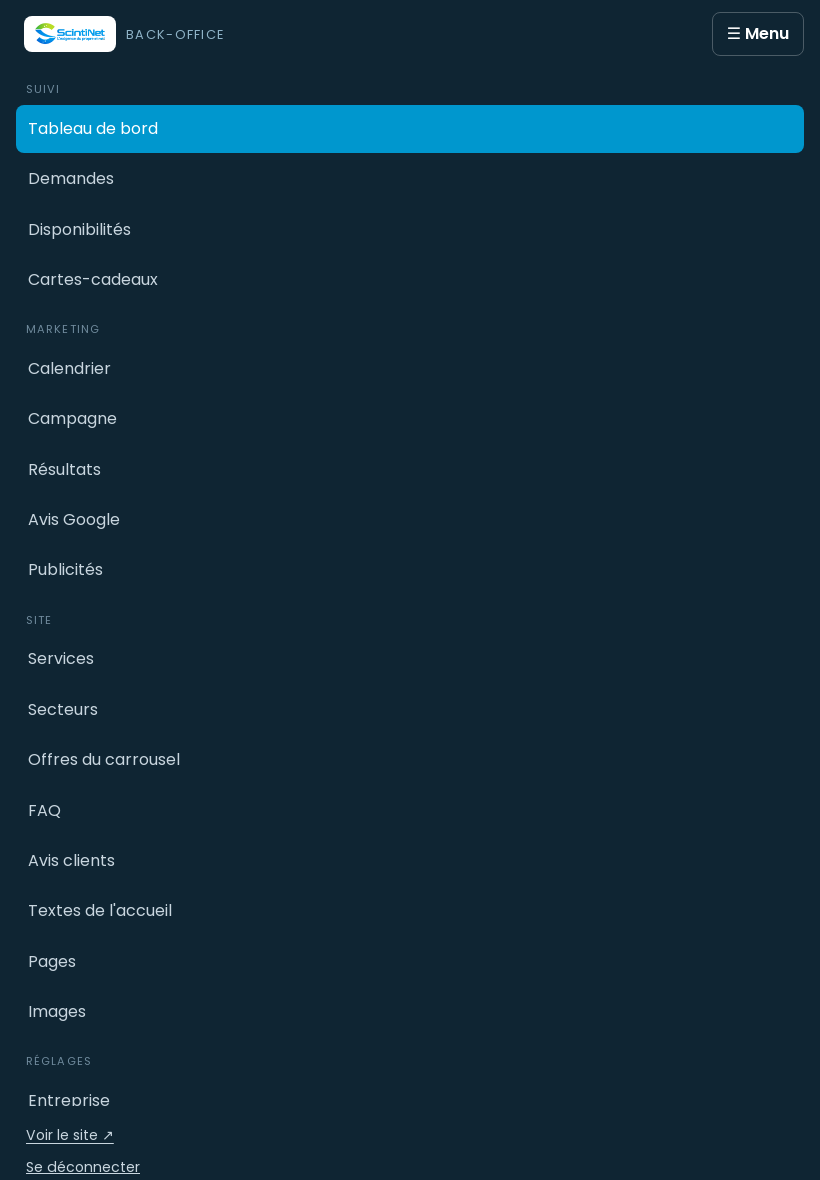 ScintiNet
BACK-OFFICE
☰ Menu
SUIVI
Tableau de bord
Demandes
Disponibilités
Cartes-cadeaux
MARKETING
Calendrier
Campagne
Résultats
Avis Google
Publicités
SITE
Services
Secteurs
Offres du carrousel
FAQ
Avis clients
Textes de l'accueil
Pages
Images
RÉGLAGES
Entreprise
Voir le site ↗
Se déconnecter